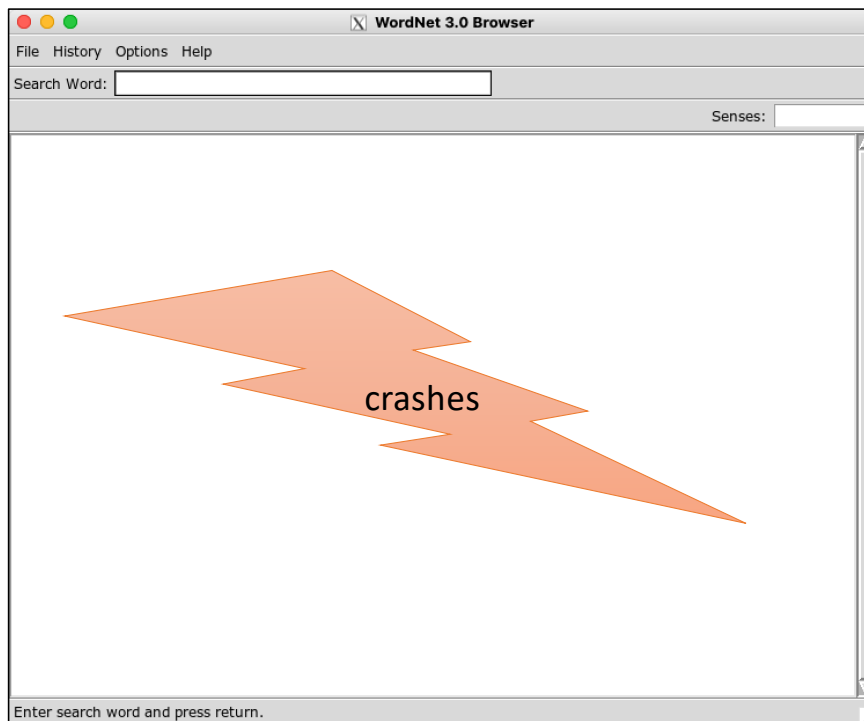 WordNet 3.0 Browser
File History Options Help
Search Word:
Senses:
crashes
Enter search word and press return.